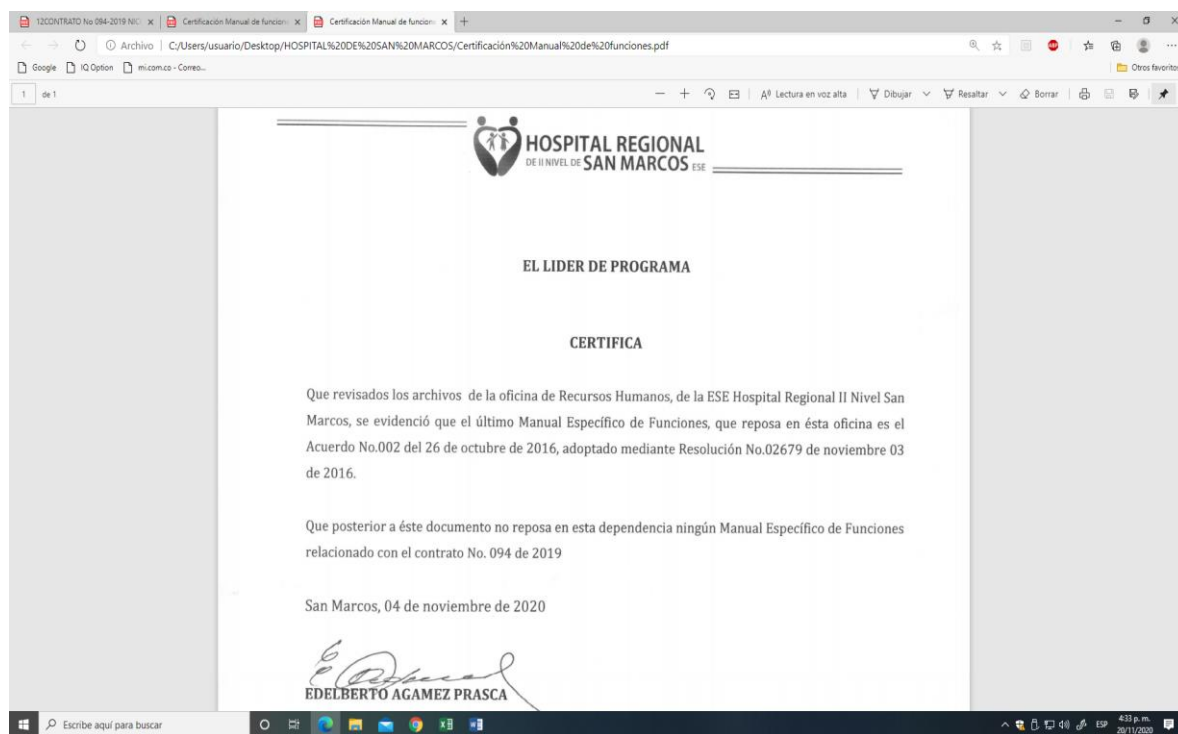 12CONTRATO No 094-2019 NIC
Certificación Manual de funcion
Certificación Manual de funcion
Archivo | C:/Users/usuario/Desktop/HOSPITAL%20DE%20SAN%20MARCOS/Certificación%20Manual%20de%20funciones.pdf
Google IQ Option mi.com.co - Correo...
Otros favorito
1 de 1
Lectura en voz alta Dibujar Resaltar Borrar
HOSPITAL REGIONAL
DE II NIVEL DE SAN MARCOS ESE
EL LIDER DE PROGRAMA
CERTIFICA
Que revisados los archivos de la oficina de Recursos Humanos, de la ESE Hospital Regional II Nivel San
Marcos, se evidenció que el último Manual Específico de Funciones, que reposa en ésta oficina es el
Acuerdo No.002 del 26 de octubre de 2016, adoptado mediante Resolución No.02679 de noviembre 03
de 2016.
Que posterior a éste documento no reposa en esta dependencia ningún Manual Específico de Funciones
relacionado con el contrato No. 094 de 2019
San Marcos, 04 de noviembre de 2020
EDELBERTO AGAMEZ PRASCA
Escribe aquí para buscar
ESP
4:33 p. m.
20/11/2020